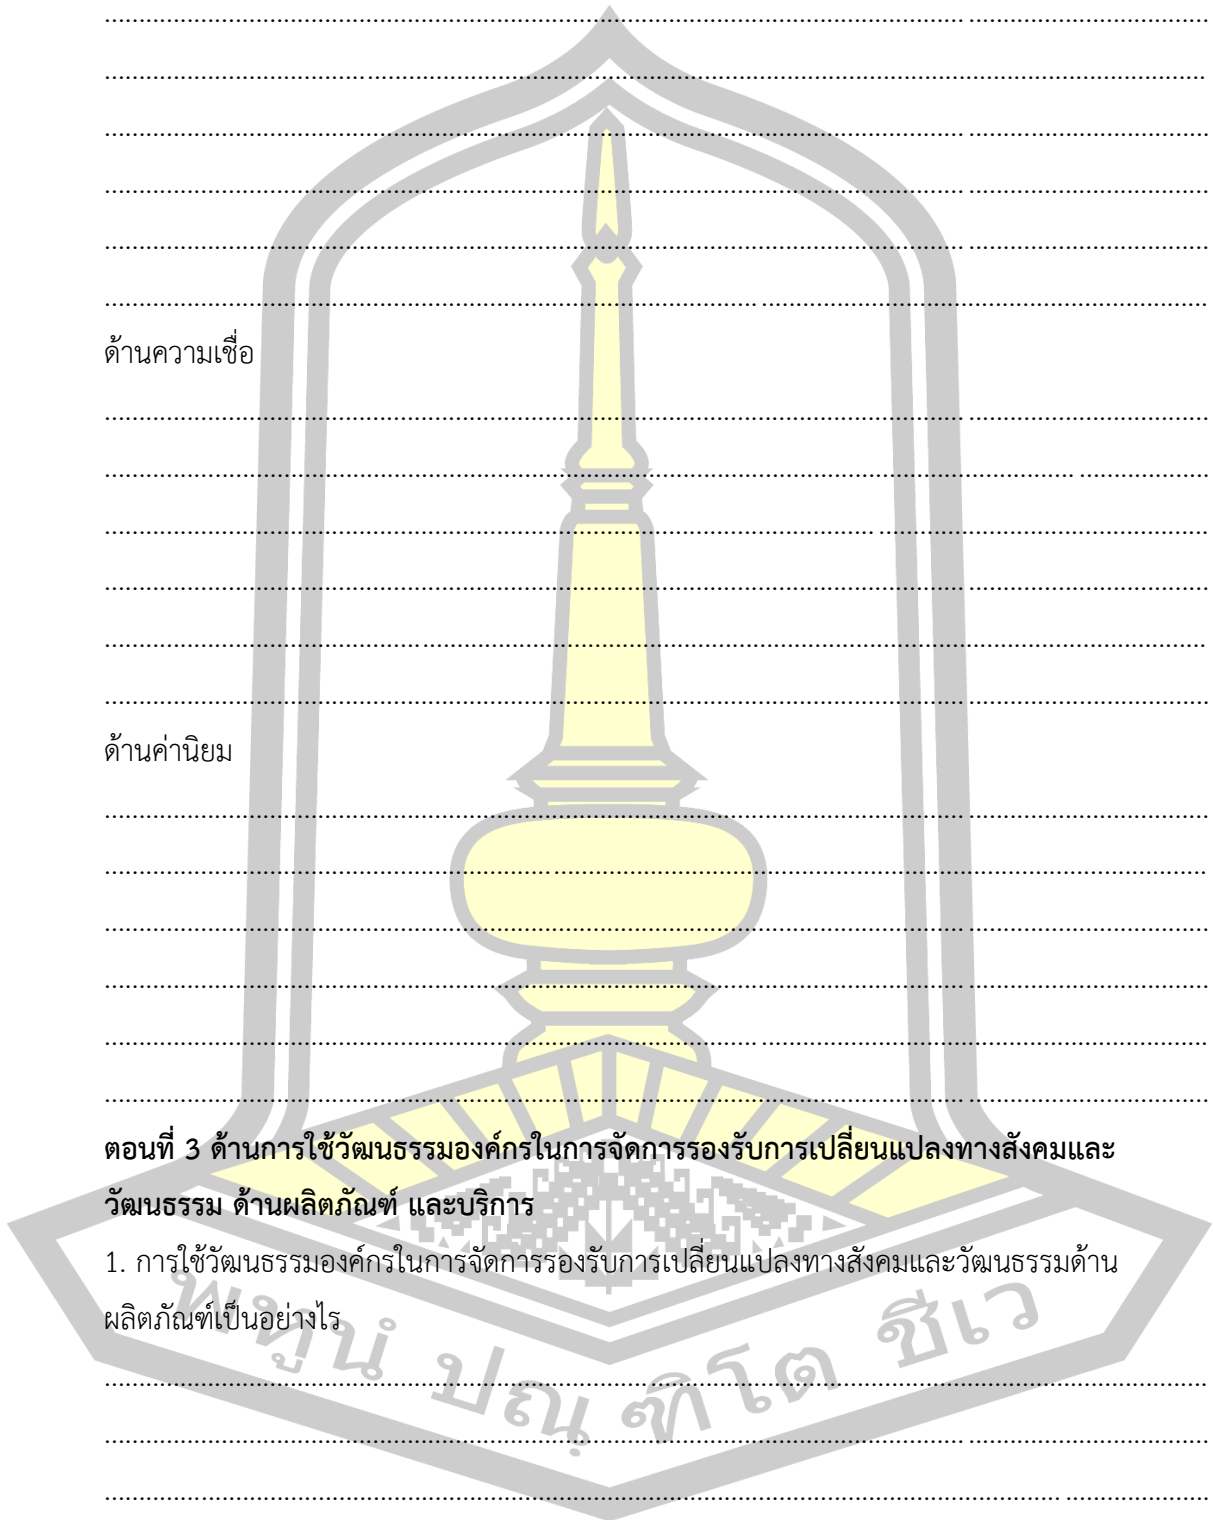 ด้านความเชื่อ
ด้านค่านิยม
ตอนที่ 3 ด้านการใช้วัฒนธรรมองค์กรในการจัดการรองรับการเปลี่ยนแปลงทางสังคมและ
วัฒนธรรม ด้านผลิตภัณฑ์ และบริการ
1. การใช้วัฒนธรรมองค์กรในการจัดการรองรับการเปลี่ยนแปลงทางสังคมและวัฒนธรรมด้าน
ผลิตภัณฑ์เป็นอย่างไร
พหูนํ ปณฺฑิโต ชีเว